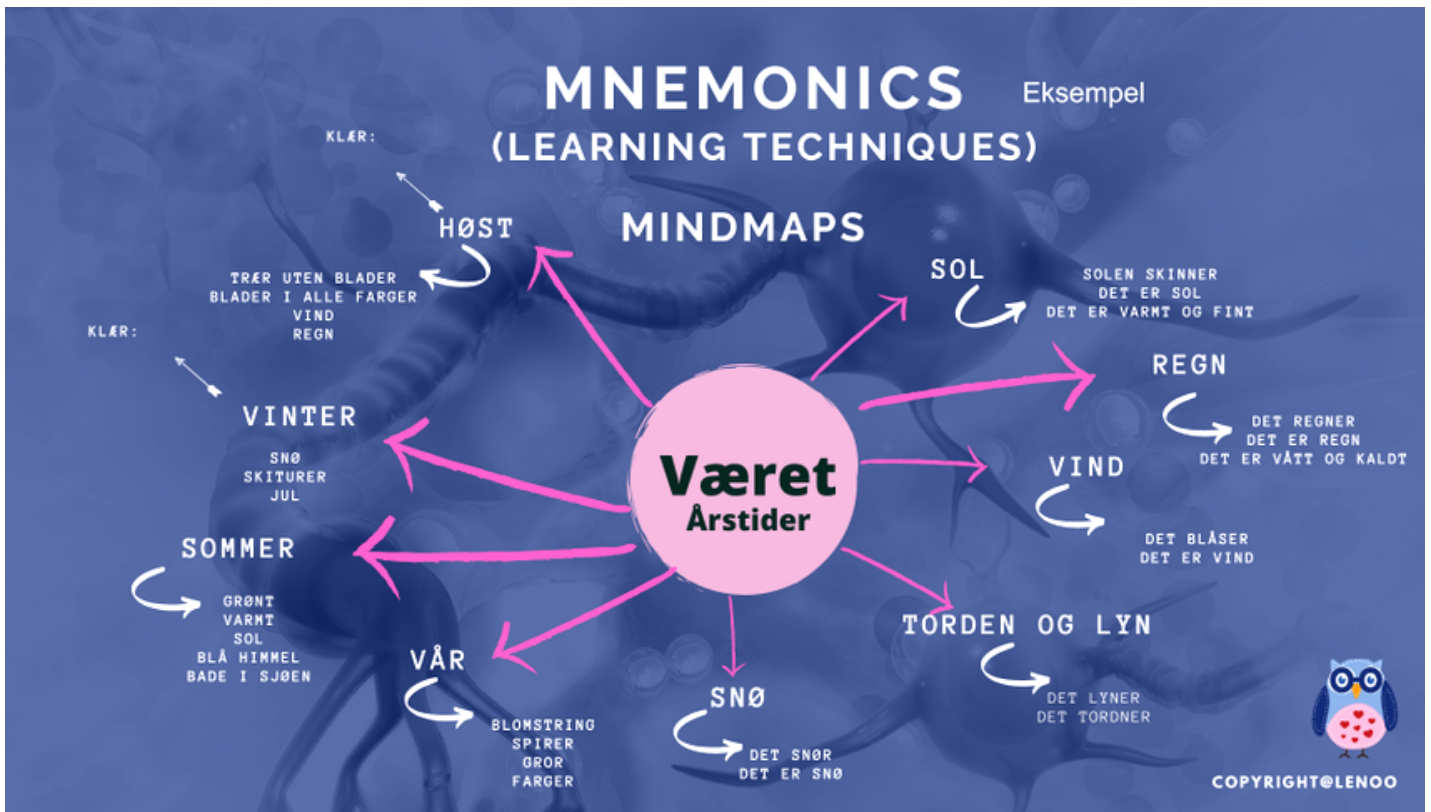 MNEMONICS
Eksempel
(LEARNING TECHNIQUES)
MINDMAPS
KLÆR:
HØST
TRÆR UTEN BLADER
BLADER I ALLE FARGER
VIND
REGN
KLÆR:
VINTER
SNØ
SKITURER
JUL
SOMMER
GRØNT
VARMT
SOL
BLÅ HIMMEL
BADE I SJØEN
VÅR
BLOMSTRING
SPIRER
GROR
FARGER
Været
Årstider
SNØ
DET SNØR
DET ER SNØ
SOL
SOLEN SKINNER
DET ER SOL
DET ER VARMT OG FINT
REGN
DET REGNER
DET ER REGN
DET ER VÅTT OG KALDT
VIND
DET BLÅSER
DET ER VIND
TORDEN OG LYN
DET LYNER
DET TORDNER
COPYRIGHT@LENOO